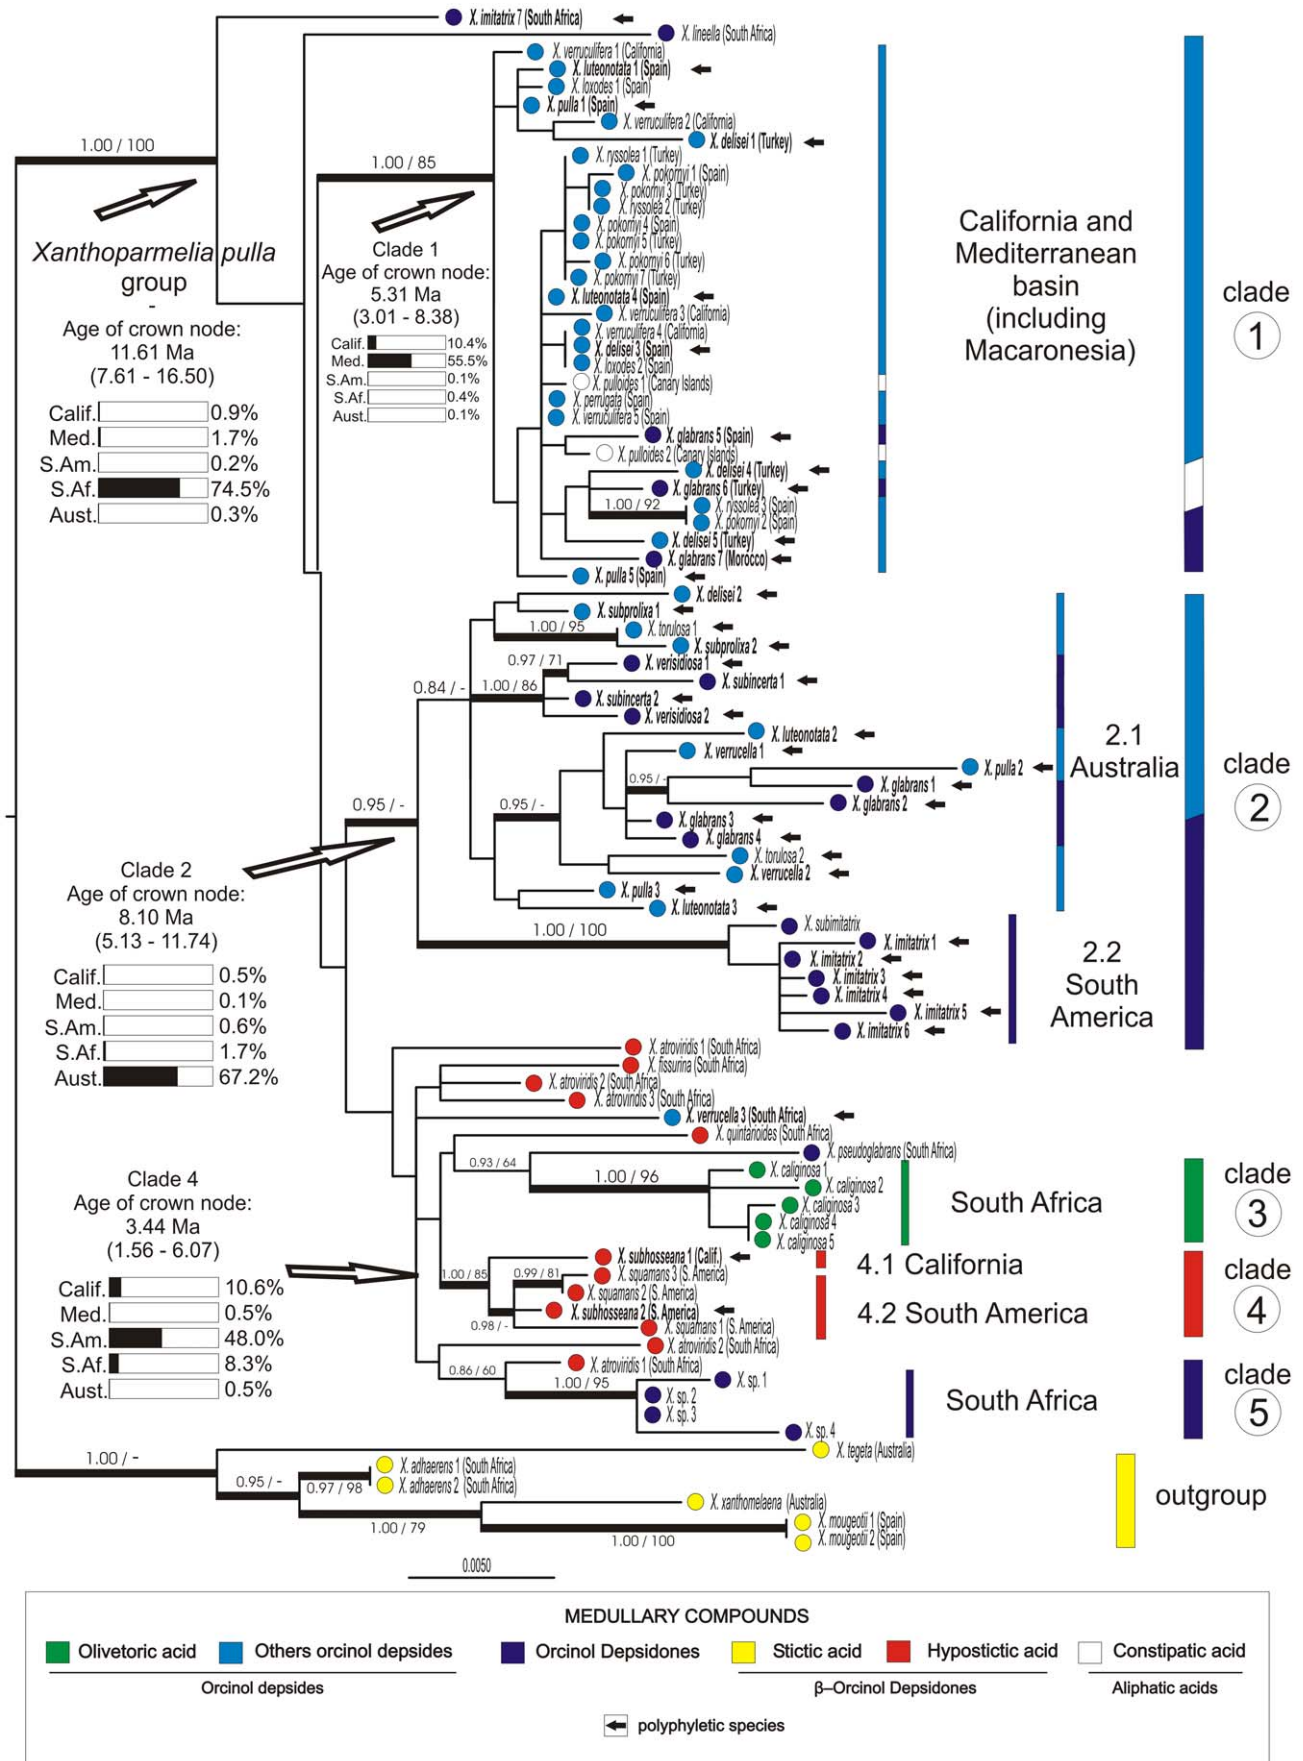 X. imitatrix 7 (South Africa)
X. lineella (South Africa)
X. verruculifera 1 (California)
X. luteonotata 1 (Spain)
X. loxodes 1 (Spain)
X. pulla 1 (Spain)
X. verruculifera 2 (California)
X. delisei 1 (Turkey)
X. ryssolea 1 (Turkey)
X. pokornyi 1 (Spain)
X. pokornyi 3 (Turkey)
X. ryssolea 2 (Turkey)
X. pokornyi 4 (Spain)
X. pokornyi 5 (Turkey)
X. pokornyi 6 (Turkey)
X. pokornyi 7 (Turkey)
X. luteonotata 4 (Spain)
X. verruculifera 3 (California)
X. verruculifera 4 (California)
X. delisei 3 (Spain)
X. loxodes 2 (Spain)
X. pulloides 1 (Canary Islands)
X. perrugata (Spain)
X. verruculifera 5 (Spain)
X. glabrans 5 (Spain)
X. pulloides 2 (Canary Islands)
X. delisei 4 (Turkey)
X. glabrans 6 (Turkey)
1.00 / 92
X. ryssolea 3 (Spain)
X. pokornyi 2 (Spain)
X. delisei 5 (Turkey)
X. glabrans 7 (Morocco)
X. pulla 5 (Spain)
1.00 / 100
1.00 / 85
Xanthoparmelia pulla
group
-
Age of crown node:
11.61 Ma
(7.61 - 16.50)
Calif. 0.9%
Med. 1.7%
S.Am. 0.2%
S.Af. 74.5%
Aust. 0.3%
Clade 1
Age of crown node:
5.31 Ma
(3.01 - 8.38)
Calif. 10.4%
Med. 55.5%
S.Am. 0.1%
S.Af. 0.4%
Aust. 0.1%
California and
Mediterranean
basin
(including
Macaronesia)
clade
1
X. delisei 2
X. subprolixa 1
1.00 / 95
X. torulosa 1
X. subprolixa 2
0.97 / 71
X. verisidiosa 1
0.84 / -
1.00 / 86
X. subincerta 1
X. subincerta 2
X. verisidiosa 2
X. luteonotata 2
X. verrucella 1
X. pulla 2
0.95 / -
X. glabrans 1
X. glabrans 2
0.95 / -
0.95 / -
X. glabrans 3
X. glabrans 4
X. torulosa 2
X. verrucella 2
X. pulla 3
X. luteonotata 3
2.1
Australia
clade
2
1.00 / 100
X. subimitatrix
X. imitatrix 1
X. imitatrix 2
X. imitatrix 3
X. imitatrix 4
X. imitatrix 5
X. imitatrix 6
2.2
South
America
Clade 2
Age of crown node:
8.10 Ma
(5.13 - 11.74)
Calif. 0.5%
Med. 0.1%
S.Am. 0.6%
S.Af. 1.7%
Aust. 67.2%
X. atroviridis 1 (South Africa)
X. fissurina (South Africa)
X. atroviridis 2 (South Africa)
X. atroviridis 3 (South Africa)
X. verrucella 3 (South Africa)
X. quintarioides (South Africa)
0.93 / 64
X. pseudoglabrans (South Africa)
1.00 / 96
X. caliginosa 1
X. caliginosa 2
X. caliginosa 3
X. caliginosa 4
X. caliginosa 5
South Africa
clade
3
Clade 4
Age of crown node:
3.44 Ma
(1.56 - 6.07)
Calif. 10.6%
Med. 0.5%
S.Am. 48.0%
S.Af. 8.3%
Aust. 0.5%
X. subhosseana 1 (Calif.)
1.00 / 85
0.99 / 81
X. squamans 3 (S. America)
X. squamans 2 (S. America)
X. subhosseana 2 (S. America)
0.98 / -
X. squamans 1 (S. America)
4.1 California
4.2 South America
clade
4
X. atroviridis 2 (South Africa)
0.86 / 60
X. atroviridis 1 (South Africa)
1.00 / 95
X. sp. 1
X. sp. 2
X. sp. 3
X. sp. 4
South Africa
clade
5
1.00 / -
X. tegeta (Australia)
0.95 / -
0.97 / 98
X. adhaerens 1 (South Africa)
X. adhaerens 2 (South Africa)
X. xanthomelaena (Australia)
1.00 / 79
1.00 / 100
X. mougeotii 1 (Spain)
X. mougeotii 2 (Spain)
outgroup
0.0050
MEDULLARY COMPOUNDS
Olivetoric acid Others orcinol depsides Orcinol Depsidones Stictic acid Hypostictic acid Constipatic acid
Orcinol depsides β–Orcinol Depsidones Aliphatic acids
polyphyletic species